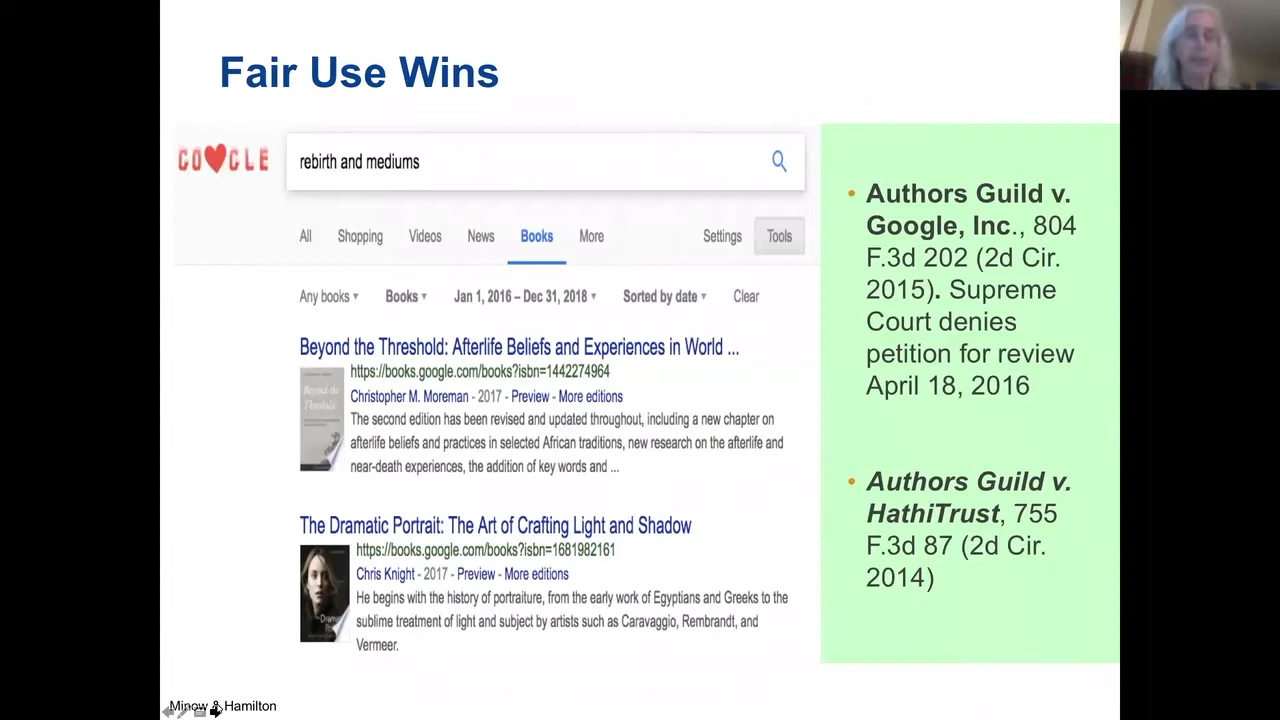 Fair Use Wins
GO♥GLE
rebirth and mediums
All Shopping Videos News Books More Settings Tools
Any books Books Jan 1, 2016 – Dec 31, 2018 Sorted by date Clear
Beyond the Threshold: Afterlife Beliefs and Experiences in World ...
https://books.google.com/books?isbn=1442274964
Christopher M. Moreman - 2017 - Preview - More editions
The second edition has been revised and updated throughout, including a new chapter on
afterlife beliefs and practices in selected African traditions, new research on the afterlife and
near-death experiences, the addition of key words and ...
Beyond the
Threshold
The Dramatic Portrait: The Art of Crafting Light and Shadow
https://books.google.com/books?isbn=1681982161
Chris Knight - 2017 - Preview - More editions
He begins with the history of portraiture, from the early work of Egyptians and Greeks to the
sublime treatment of light and subject by artists such as Caravaggio, Rembrandt, and
Vermeer.
• Authors Guild v.
Google, Inc., 804
F.3d 202 (2d Cir.
2015). Supreme
Court denies
petition for review
April 18, 2016
• Authors Guild v.
HathiTrust, 755
F.3d 87 (2d Cir.
2014)
Minow & Hamilton